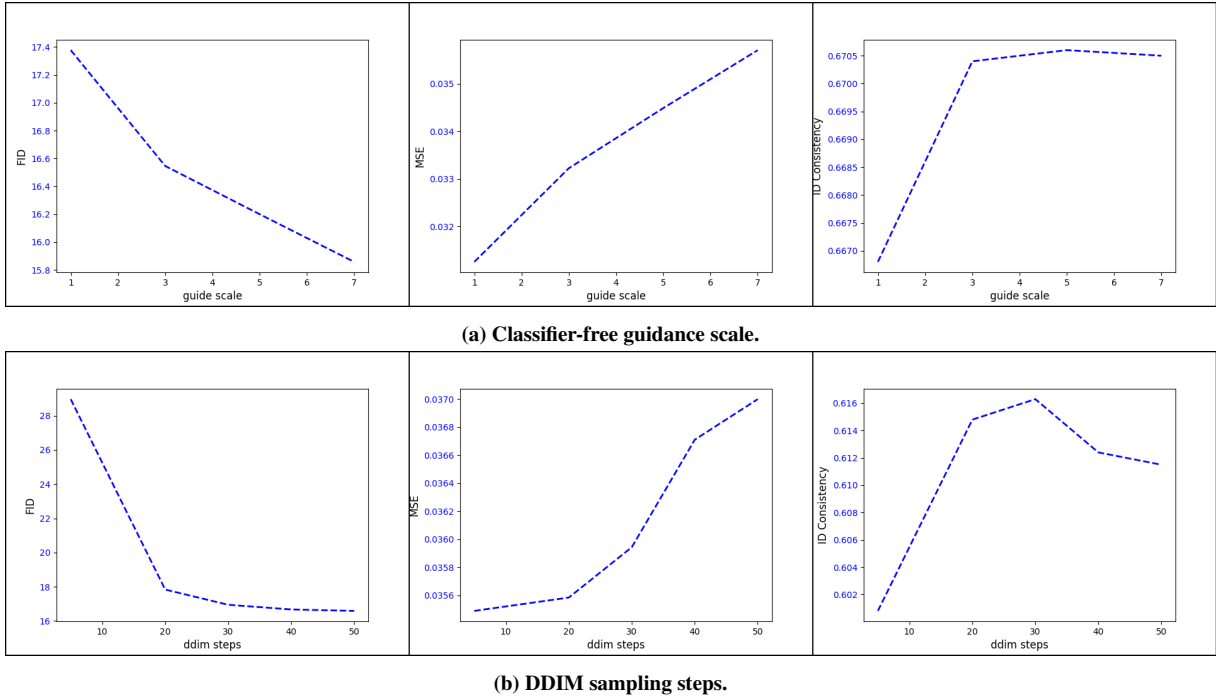 FID
17.4
17.2
17.0
16.8
16.6
16.4
16.2
16.0
15.8
1 2 3 4 5 6 7
guide scale
MSE
0.035
0.034
0.033
0.032
1 2 3 4 5 6 7
guide scale
ID Consistency
0.6705
0.6700
0.6695
0.6690
0.6685
0.6680
0.6675
0.6670
1 2 3 4 5 6 7
guide scale
(a) Classifier-free guidance scale.
FID
28
26
24
22
20
18
16
10 20 30 40 50
ddim steps
MSE
0.0370
0.0368
0.0366
0.0364
0.0362
0.0360
0.0358
0.0356
10 20 30 40 50
ddim steps
ID Consistency
0.616
0.614
0.612
0.610
0.608
0.606
0.604
0.602
10 20 30 40 50
ddim steps
(b) DDIM sampling steps.